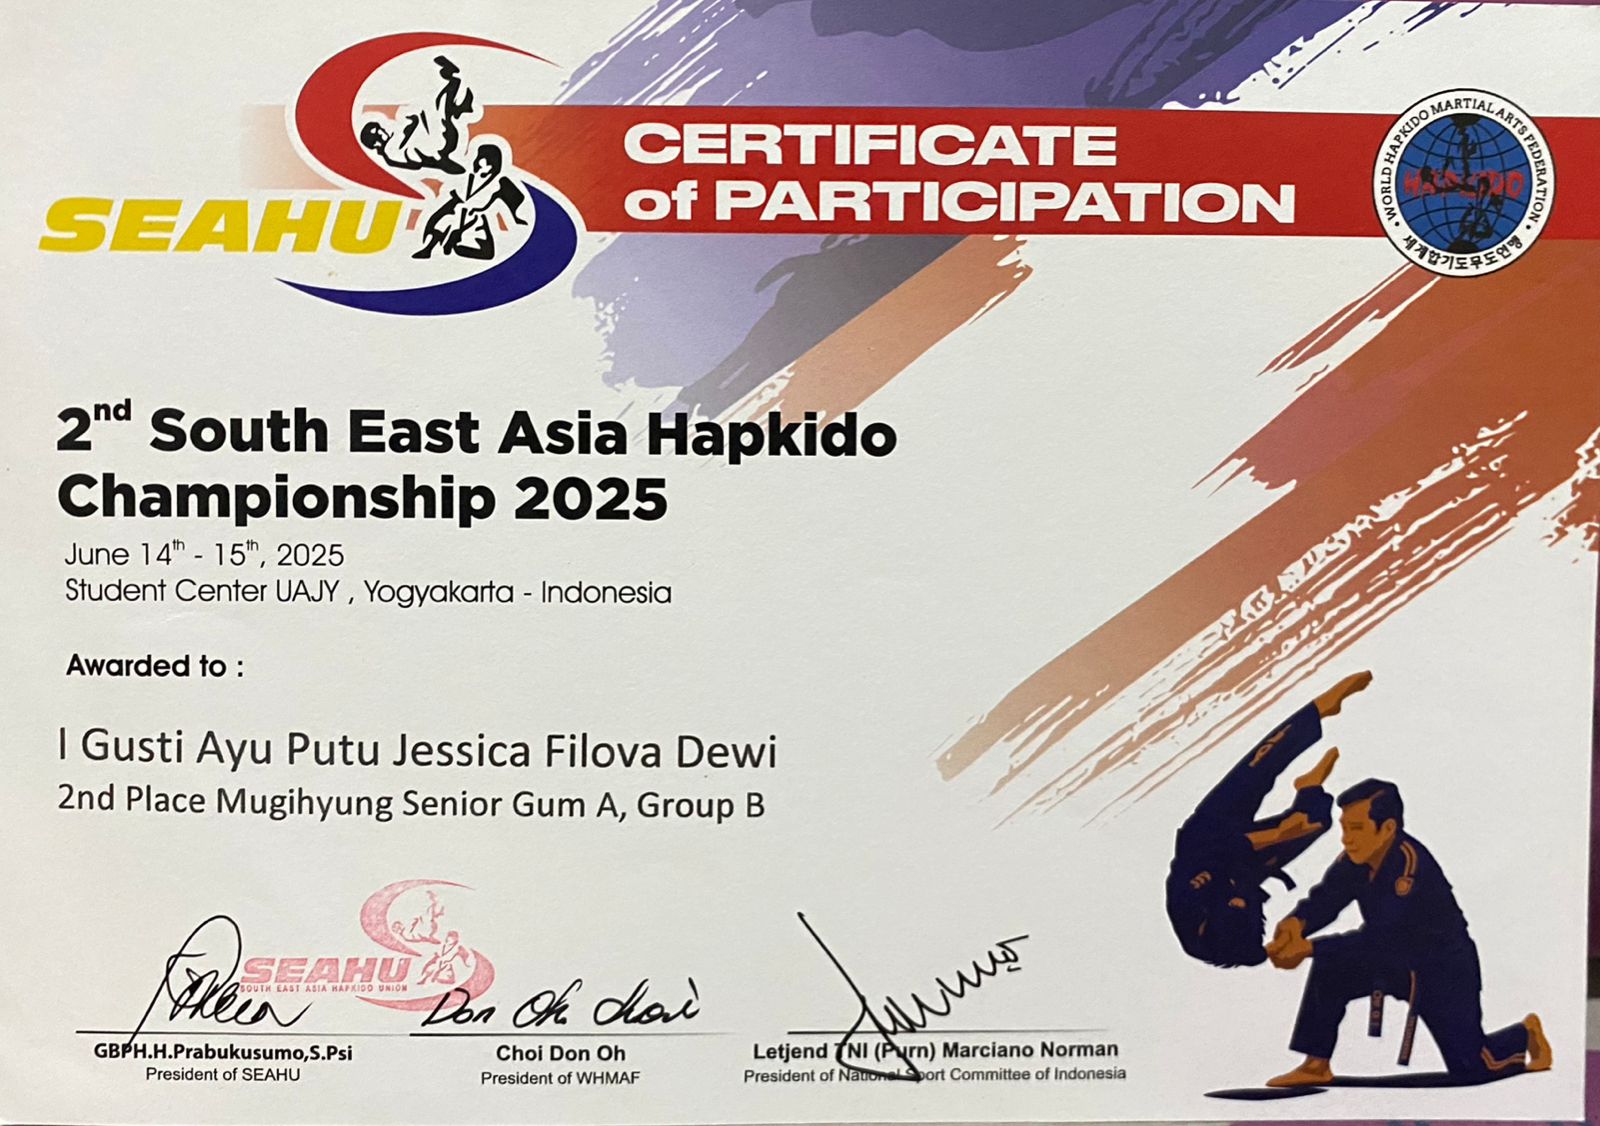 SEAHU
CERTIFICATE
of PARTICIPATION
WORLD HAPKIDO MARTIAL ARTS FEDERATION
HAPKIDO
세계합기도무도연맹
2nd South East Asia Hapkido
Championship 2025
June 14th - 15th, 2025
Student Center UAJY , Yogyakarta - Indonesia
Awarded to :
I Gusti Ayu Putu Jessica Filova Dewi
2nd Place Mugihyung Senior Gum A, Group B
SEAHU
SOUTH EAST ASIA HAPKIDO UNION
Don Oh Choi
GBPH.H.Prabukusumo,S.Psi
President of SEAHU
Choi Don Oh
President of WHMAF
Letjend TNI (Purn) Marciano Norman
President of National Sport Committee of Indonesia